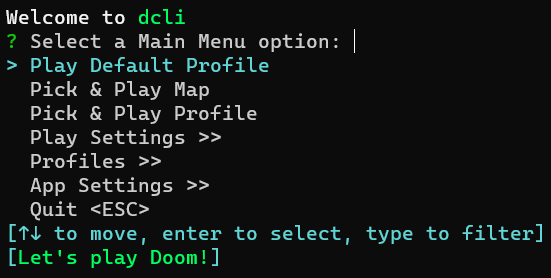 Welcome to dcli
? Select a Main Menu option:
> Play Default Profile
Pick & Play Map
Pick & Play Profile
Play Settings >>
Profiles >>
App Settings >>
Quit <ESC>
[↑↓ to move, enter to select, type to filter]
[Let's play Doom!]